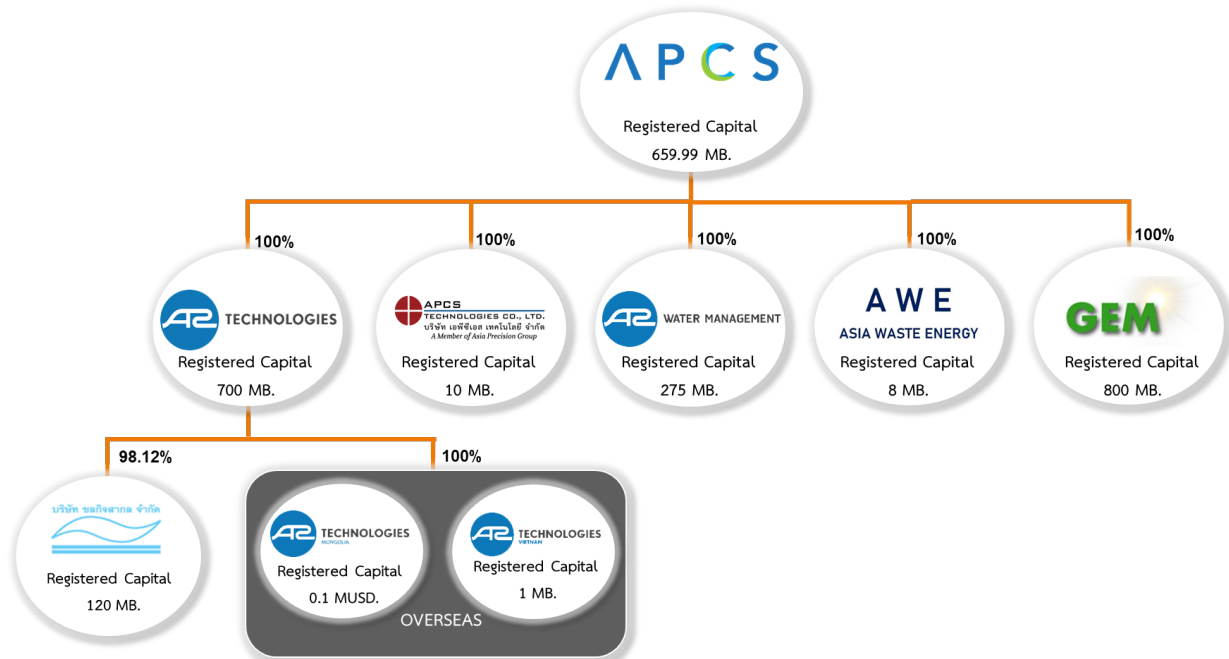 APCS
Registered Capital
659.99 MB.
100%
100%
100%
100%
100%
A2 TECHNOLOGIES
Registered Capital
700 MB.
APCS
TECHNOLOGIES CO., LTD.
บริษัท เอพีซีเอส เทคโนโลยี จำกัด
A Member of Asia Precision Group
Registered Capital
10 MB.
A2 WATER MANAGEMENT
Registered Capital
275 MB.
AWE
ASIA WASTE ENERGY
Registered Capital
8 MB.
GEM
Registered Capital
800 MB.
98.12%
100%
บริษัท ชลกิจสากล จำกัด
Registered Capital
120 MB.
A2 TECHNOLOGIES
MONGOLIA
Registered Capital
0.1 MUSD.
A2 TECHNOLOGIES
VIETNAM
Registered Capital
1 MB.
OVERSEAS